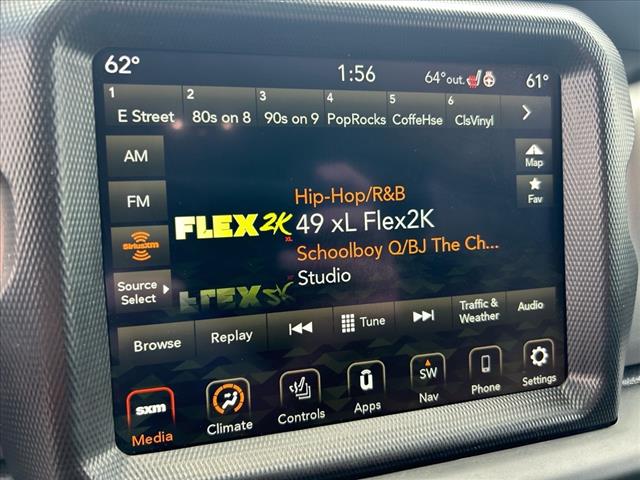 62°
1:56
64°out.
61°
1 2 3 4 5 6
E Street 80s on 8 90s on 9 PopRocks CoffeHse ClsVinyl
AM
Map
FM
Fav
SiriusXM
Source
Select
Hip-Hop/R&B
FLEX2K XL
49 xL Flex2K
Schoolboy Q/BJ The Ch...
Studio
Browse
Replay
Tune
Traffic &
Weather
Audio
sxm
Media
Climate
Controls
Apps
SW
Nav
Phone
Settings